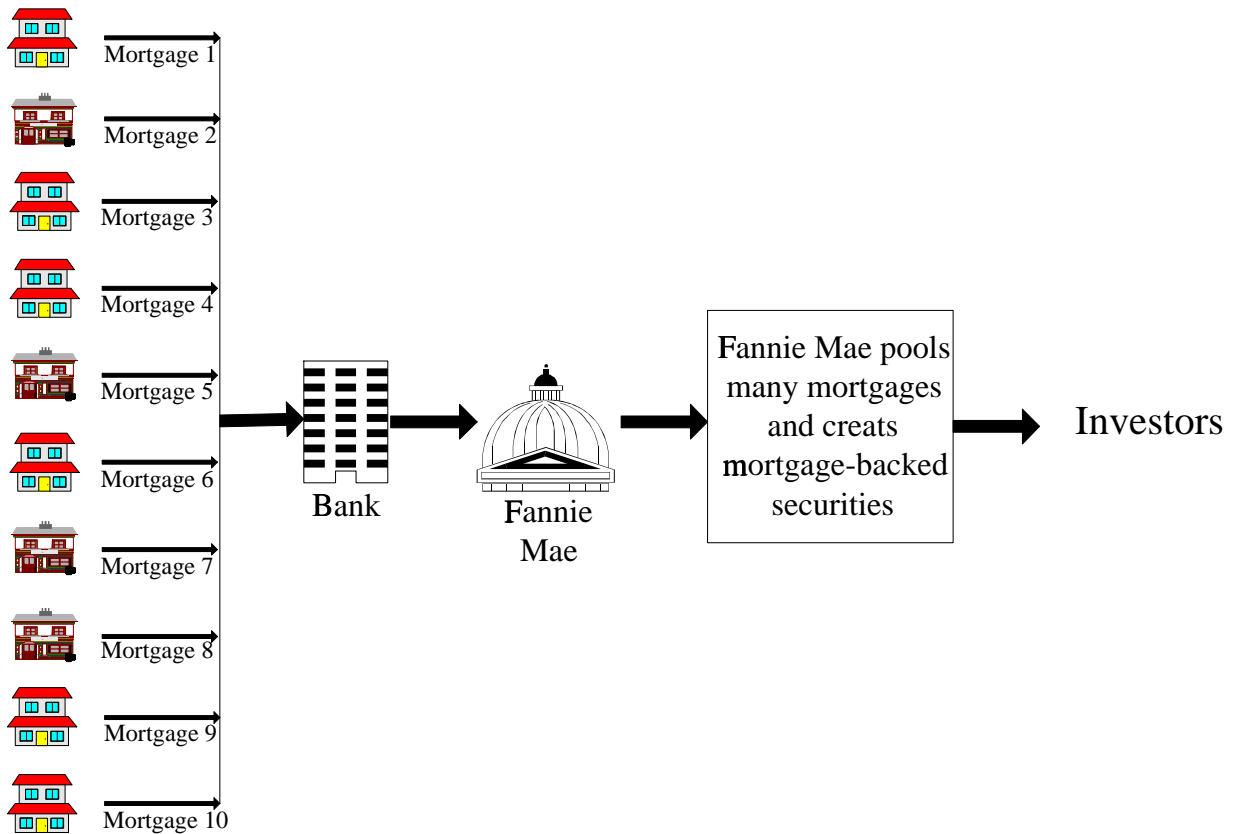 Mortgage 1
Mortgage 2
Mortgage 3
Mortgage 4
Mortgage 5
Mortgage 6
Mortgage 7
Mortgage 8
Mortgage 9
Mortgage 10
Bank
Fannie
Mae
Fannie Mae pools
many mortgages
and creats
mortgage-backed
securities
Investors